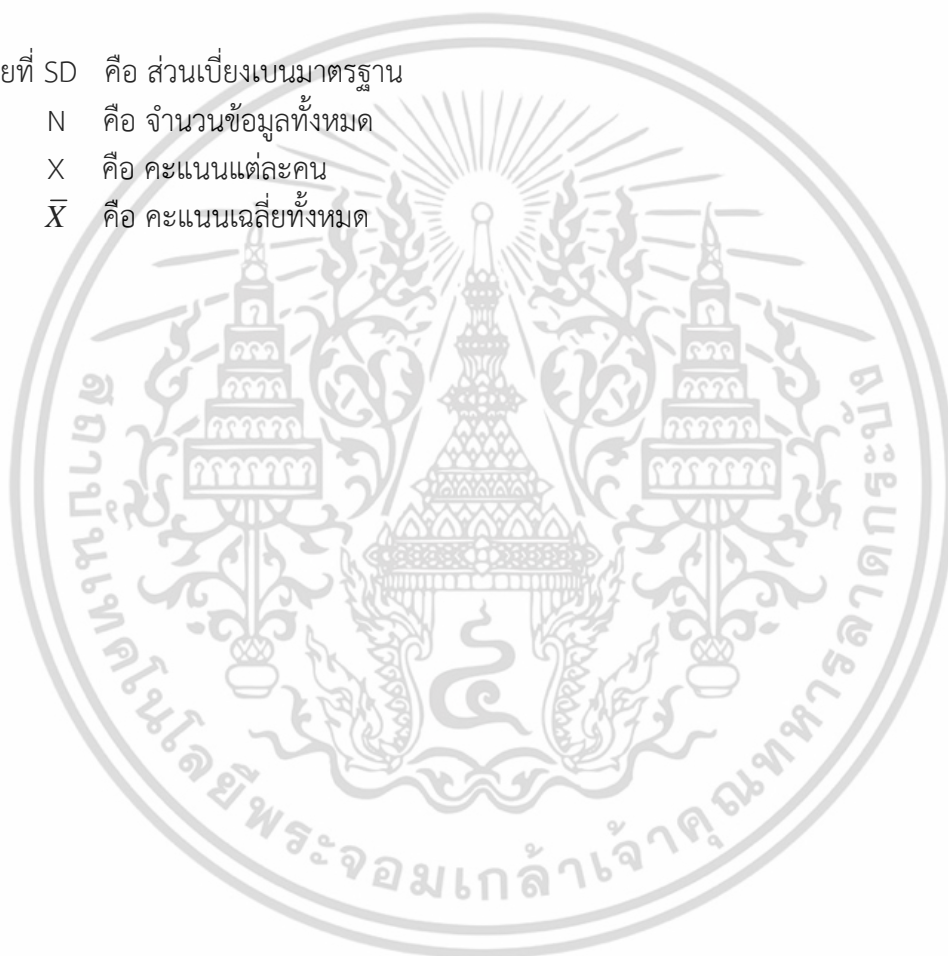 ยที่ SD คือ ส่วนเบี่ยงเบนมาตรฐาน
N คือ จำนวนข้อมูลทั้งหมด
X คือ คะแนนแต่ละคน
X̄ คือ คะแนนเฉลี่ยทั้งหมด
สถาบันเทคโนโลยีพระจอมเกล้าเจ้าคุณทหารลาดกระบัง
๔